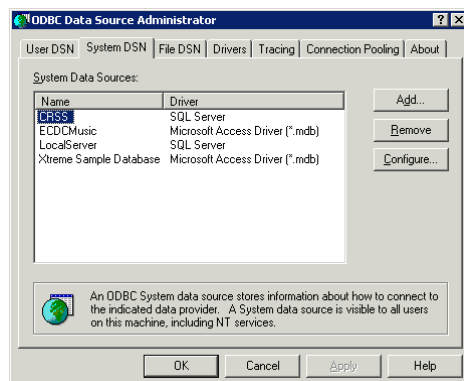 ODBC Data Source Administrator
User DSN System DSN File DSN Drivers Tracing Connection Pooling About
System Data Sources:
Name Driver
CRSS SQL Server
ECDCMusic Microsoft Access Driver (*.mdb)
LocalServer SQL Server
Xtreme Sample Database Microsoft Access Driver (*.mdb)
Add...
Remove
Configure...
An ODBC System data source stores information about how to connect to
the indicated data provider. A System data source is visible to all users
on this machine, including NT services.
OK Cancel Apply Help